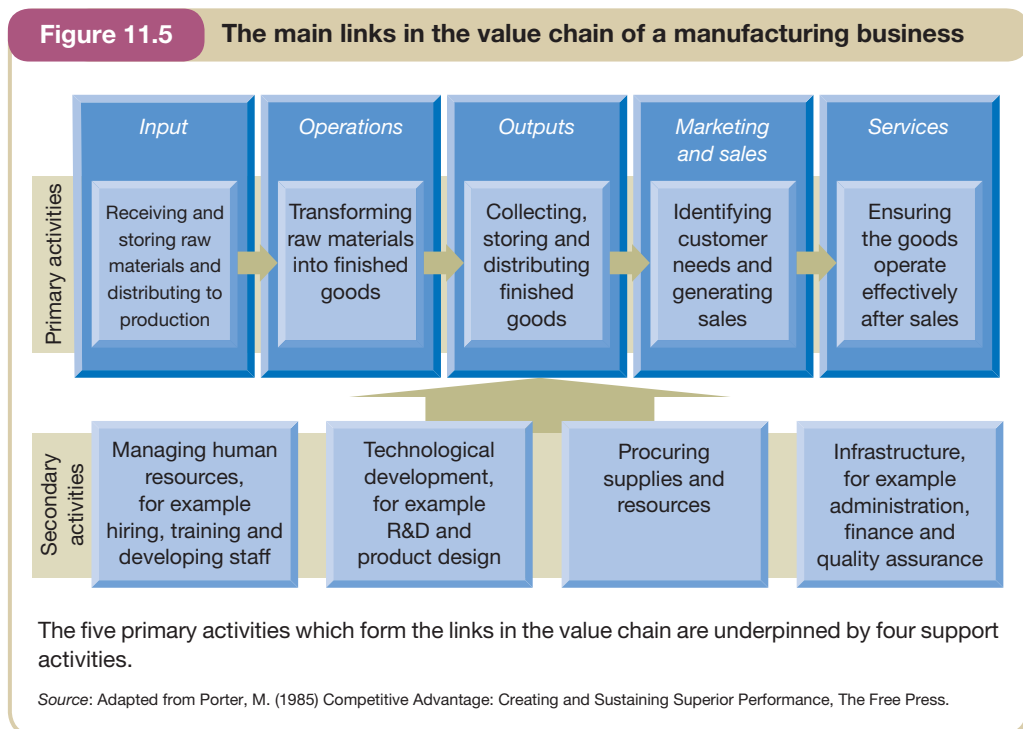 Figure 11.5
The main links in the value chain of a manufacturing business
Primary activities
Input
Receiving and
storing raw
materials and
distributing to
production
Operations
Transforming
raw materials
into finished
goods
Outputs
Collecting,
storing and
distributing
finished
goods
Marketing
and sales
Identifying
customer
needs and
generating
sales
Services
Ensuring
the goods
operate
effectively
after sales
Secondary
activities
Managing human
resources,
for example
hiring, training and
developing staff
Technological
development,
for example
R&D and
product design
Procuring
supplies and
resources
Infrastructure,
for example
administration,
finance and
quality assurance
The five primary activities which form the links in the value chain are underpinned by four support
activities.
Source: Adapted from Porter, M. (1985) Competitive Advantage: Creating and Sustaining Superior Performance, The Free Press.